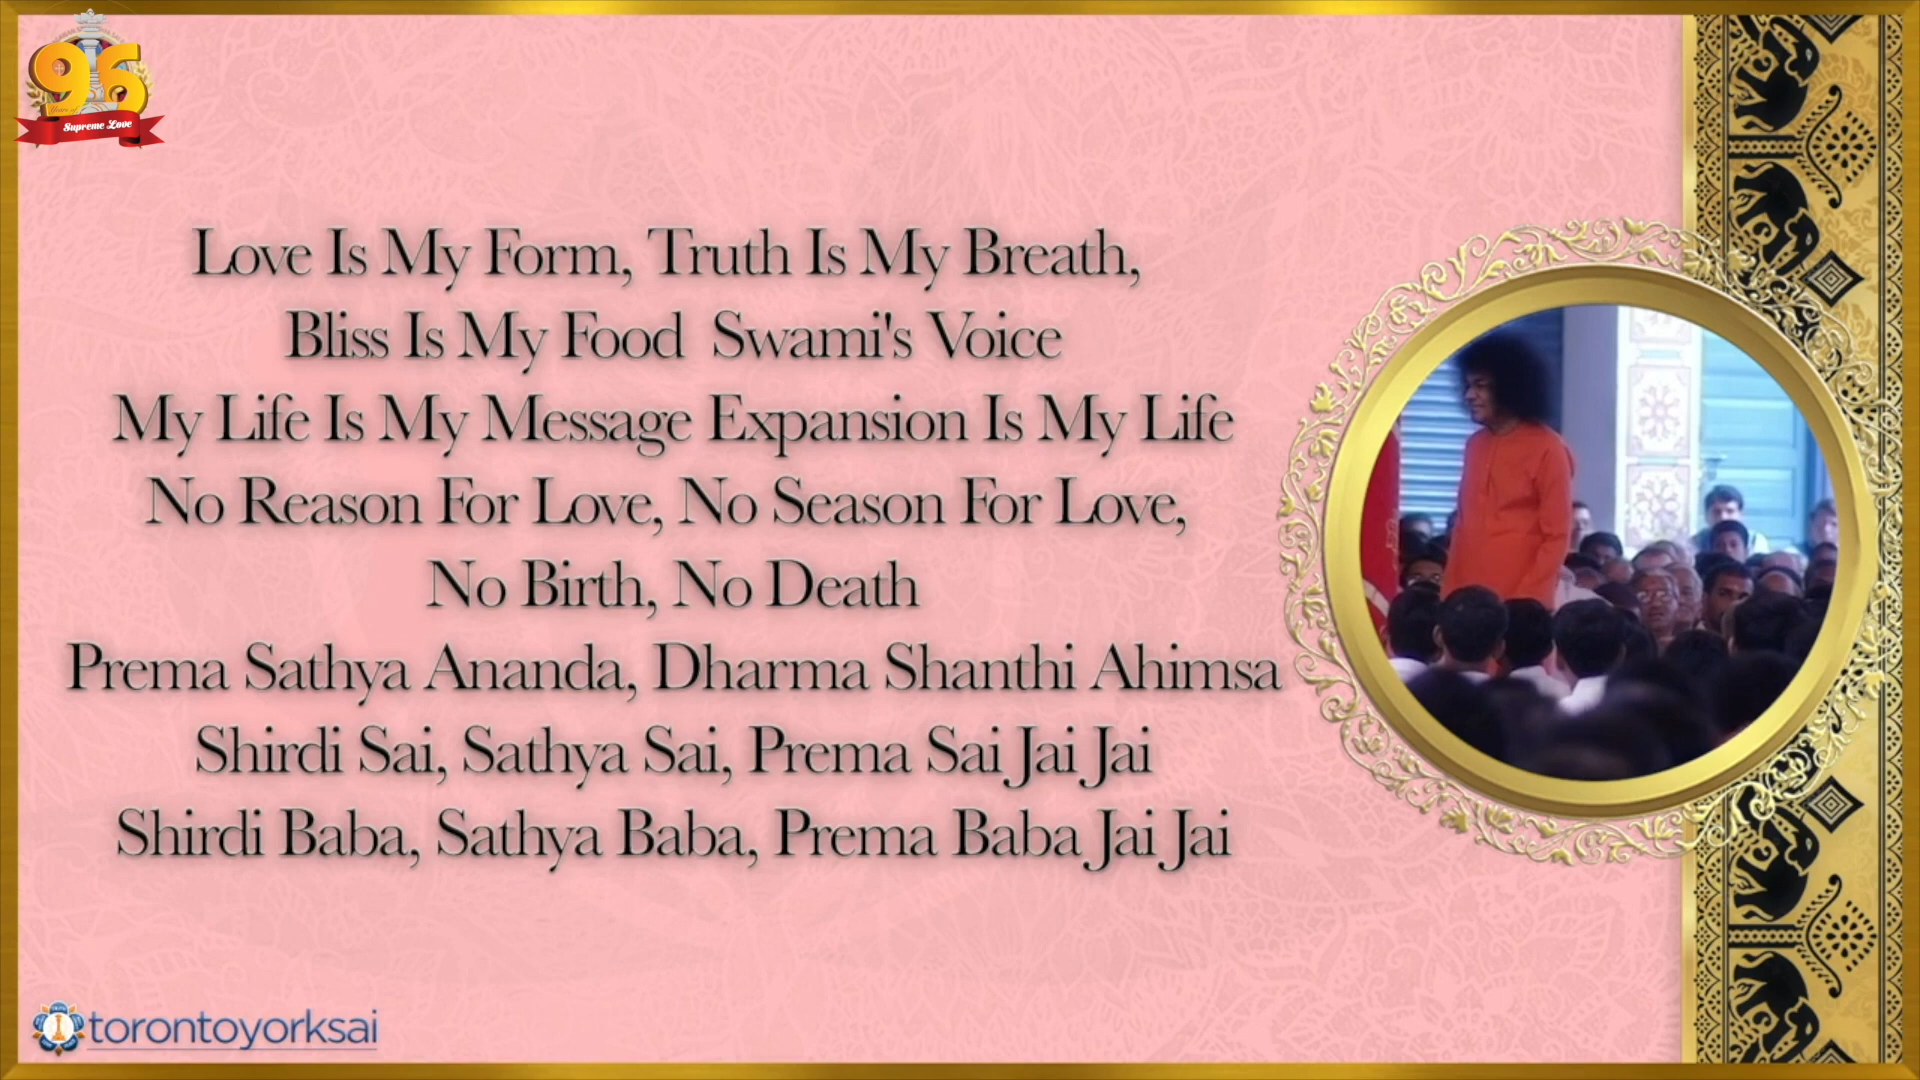 96
Years of
Supreme Love
Love Is My Form, Truth Is My Breath,
Bliss Is My Food  Swami's Voice
My Life Is My Message Expansion Is My Life
No Reason For Love, No Season For Love,
No Birth, No Death
Prema Sathya Ananda, Dharma Shanthi Ahimsa
Shirdi Sai, Sathya Sai, Prema Sai Jai Jai
Shirdi Baba, Sathya Baba, Prema Baba Jai Jai
torontoyorksai